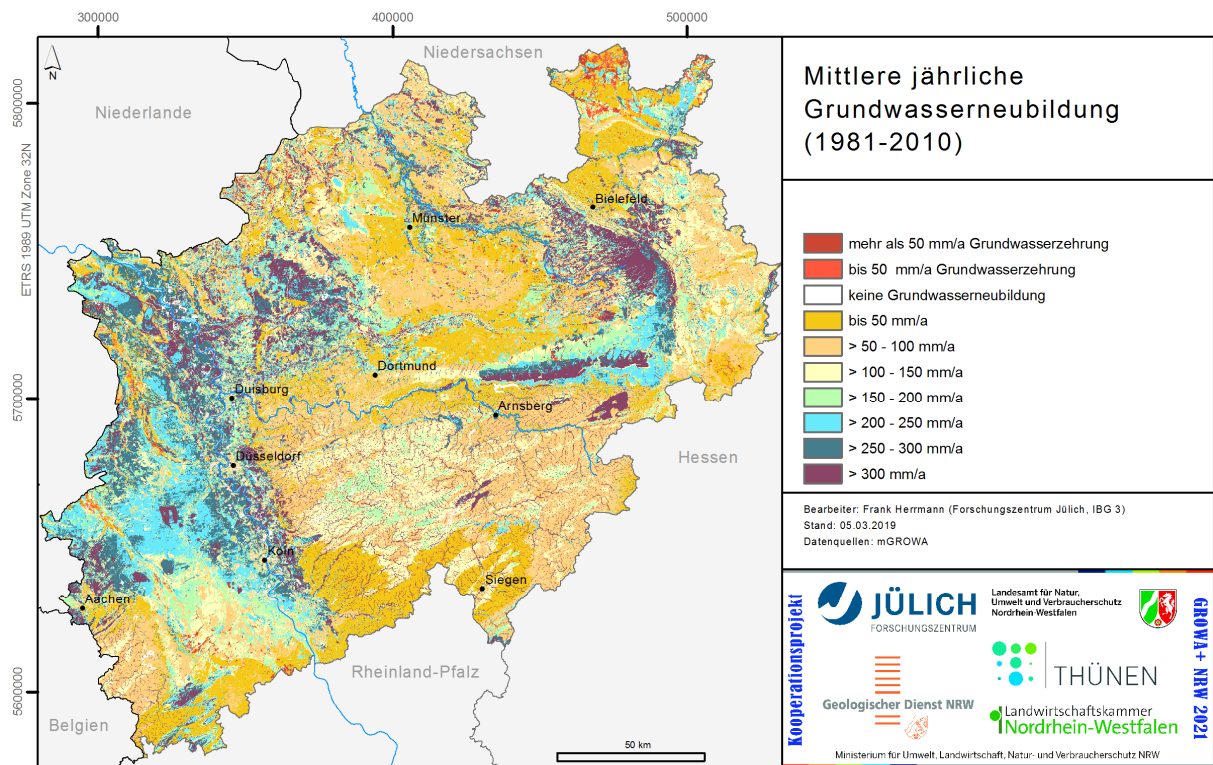 300000
400000
500000
5800000
5700000
5600000
ETRS 1989 UTM Zone 32N
N
Niedersachsen
Niederlande
Bielefeld
Münster
Dortmund
Duisburg
Arnsberg
Düsseldorf
Hessen
Köln
Siegen
Aachen
Rheinland-Pfalz
Belgien
50 km
Mittlere jährliche
Grundwasserneubildung
(1981-2010)
mehr als 50 mm/a Grundwasserzehrung
bis 50 mm/a Grundwasserzehrung
keine Grundwasserneubildung
bis 50 mm/a
> 50 - 100 mm/a
> 100 - 150 mm/a
> 150 - 200 mm/a
> 200 - 250 mm/a
> 250 - 300 mm/a
> 300 mm/a
Bearbeiter: Frank Herrmann (Forschungszentrum Jülich, IBG 3)
Stand: 05.03.2019
Datenquellen: mGROWA
Kooperationsprojekt
JÜLICH
FORSCHUNGSZENTRUM
Landesamt für Natur,
Umwelt und Verbraucherschutz
Nordrhein-Westfalen
GROWA+ NRW 2021
THÜNEN
Geologischer Dienst NRW
Landwirtschaftskammer
Nordrhein-Westfalen
Ministerium für Umwelt, Landwirtschaft, Natur- und Verbraucherschutz NRW